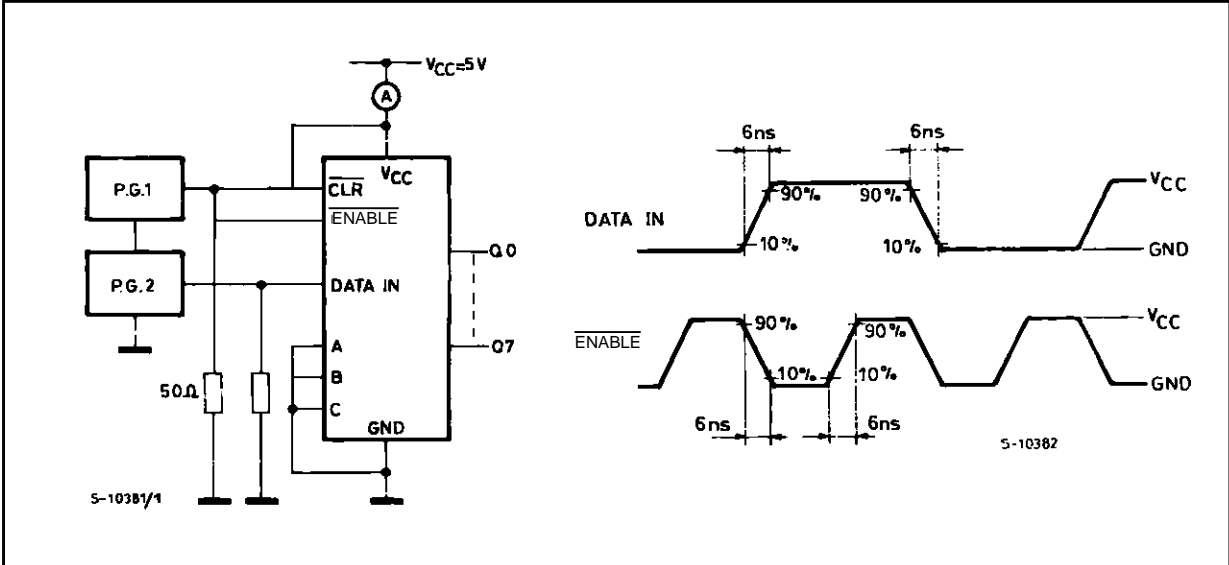 V̅CC=5V
A
P.G.1
P.G.2
VCC
CLR
ENABLE
DATA IN
A
B
C
GND
Q0
Q7
50Ω
S-10381/1
6ns
6ns
DATA IN
90%
90%
10%
10%
VCC
GND
ENABLE
90%
90%
10%
10%
VCC
GND
6ns
6ns
S-10382